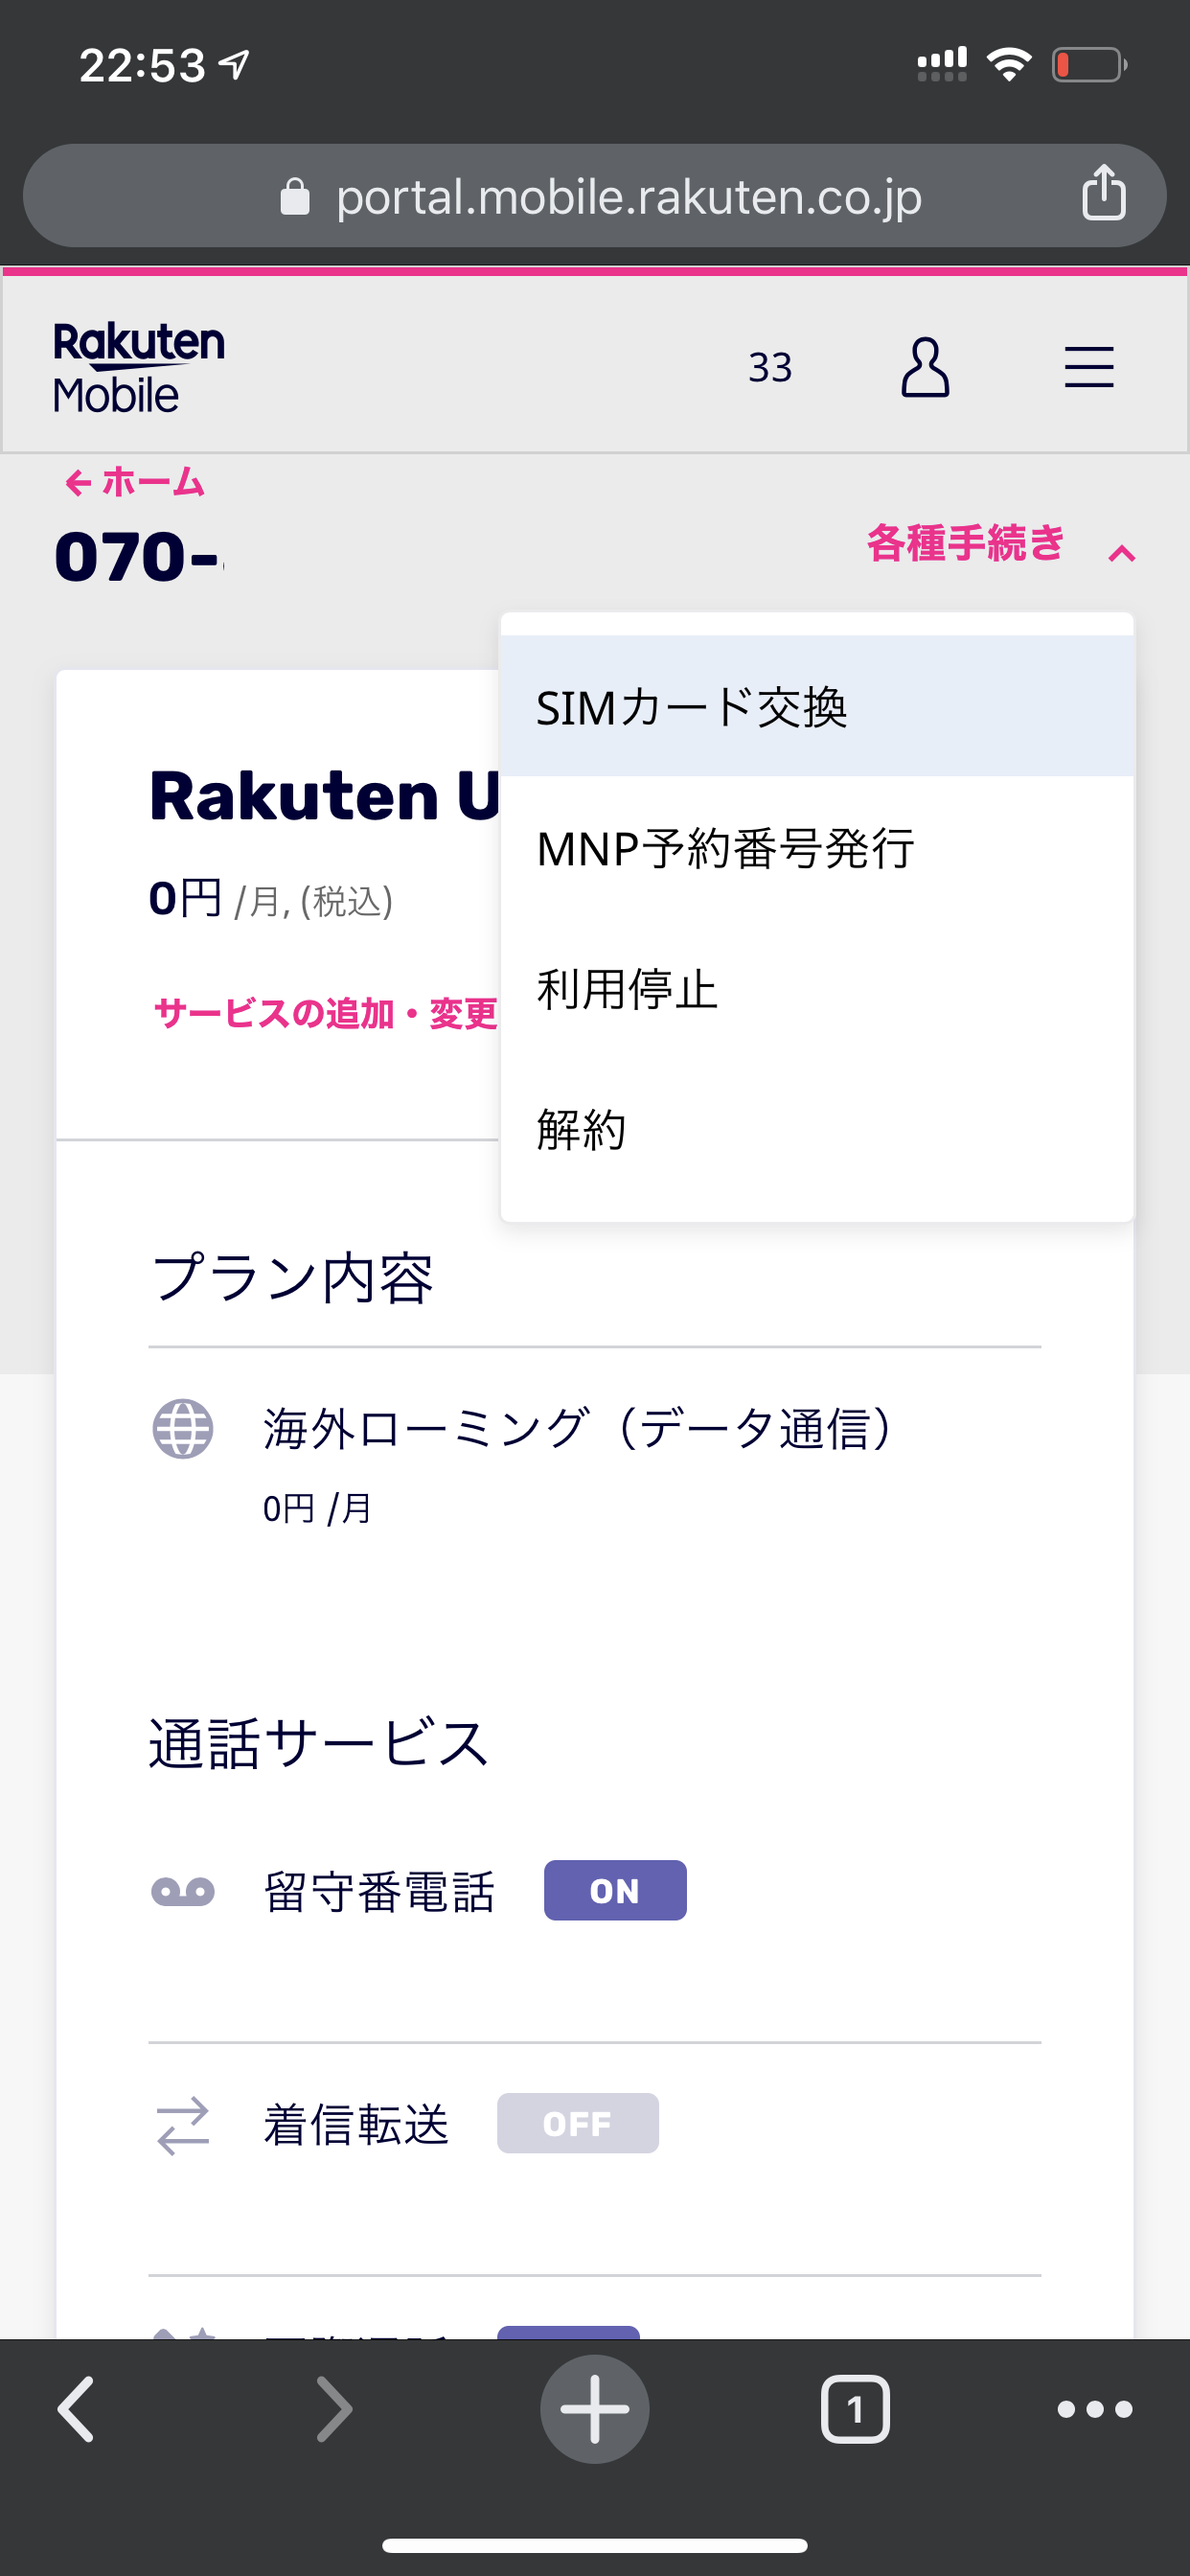 22:53
portal.mobile.rakuten.co.jp
Rakuten
Mobile
33
← ホーム
070-
各種手続き
SIMカード交換
MNP予約番号発行
利用停止
解約
Rakuten U
0円 /月, (税込)
サービスの追加・変更
プラン内容
海外ローミング（データ通信）
0円 /月
通話サービス
留守番電話 ON
着信転送 OFF
1